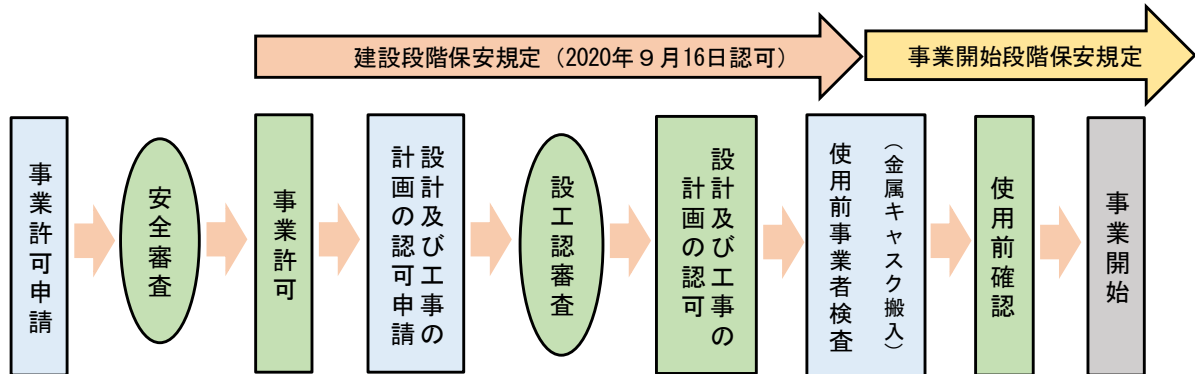 建設段階保安規定（2020年９月16日認可）
事業開始段階保安規定
事業許可申請
安全審査
事業許可
設計及び工事の
計画の認可申請
設工認審査
設計及び工事の
計画の認可
（金属キャスク搬入）
使用前事業者検査
使用前確認
事業開始